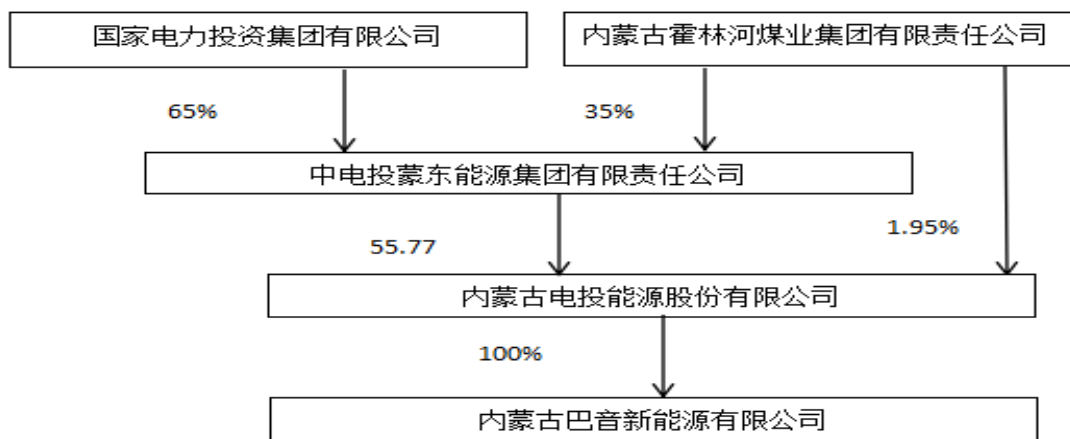 国家电力投资集团有限公司
内蒙古霍林河煤业集团有限责任公司
65%
35%
中电投蒙东能源集团有限责任公司
55.77
1.95%
内蒙古电投能源股份有限公司
100%
内蒙古巴音新能源有限公司